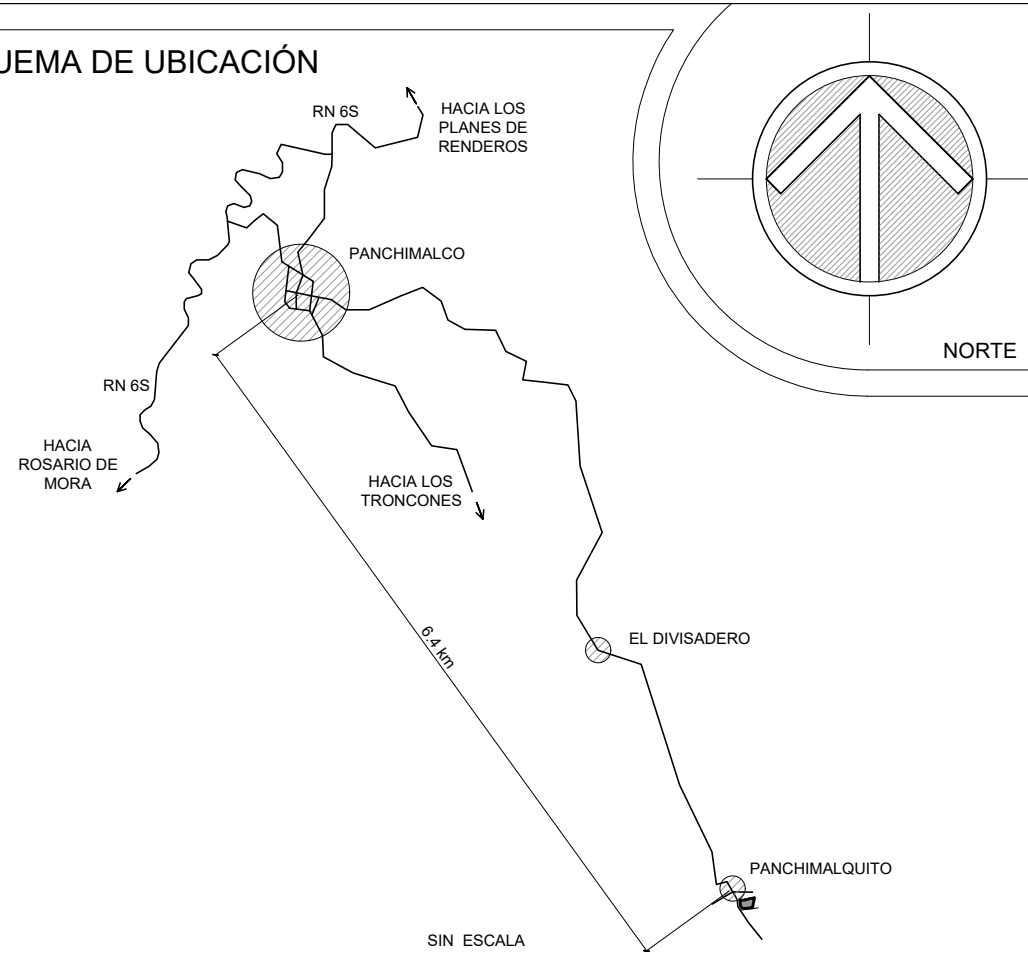 UEMA DE UBICACIÓN
RN 6S
HACIA LOS
PLANES DE
RENDEROS
PANCHIMALCO
NORTE
RN 6S
HACIA
ROSARIO DE
MORA
HACIA LOS
TRONCONES
6.4 km
EL DIVISADERO
PANCHIMALQUITO
SIN ESCALA